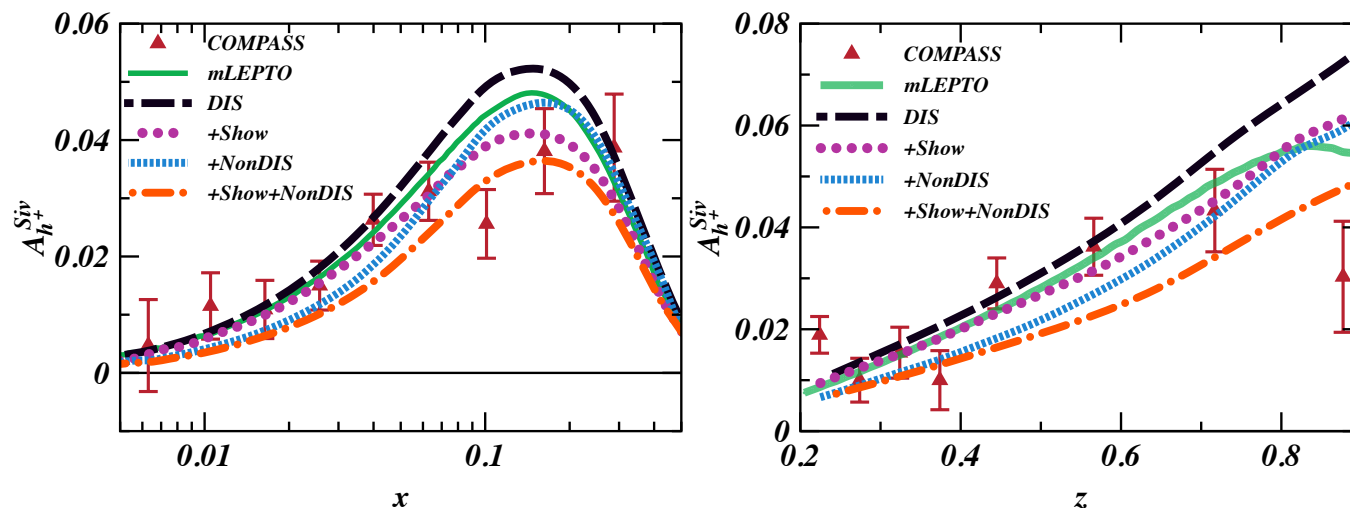 0.06
0.04
0.02
0
A_{h^+}^{Siv}
COMPASS
mLEPTO
DIS
+Show
+NonDIS
+Show+NonDIS
0.01 0.1
x
0.08
0.06
0.04
0.02
0
A_{h^+}^{Siv}
COMPASS
mLEPTO
DIS
+Show
+NonDIS
+Show+NonDIS
0.2 0.4 0.6 0.8
z